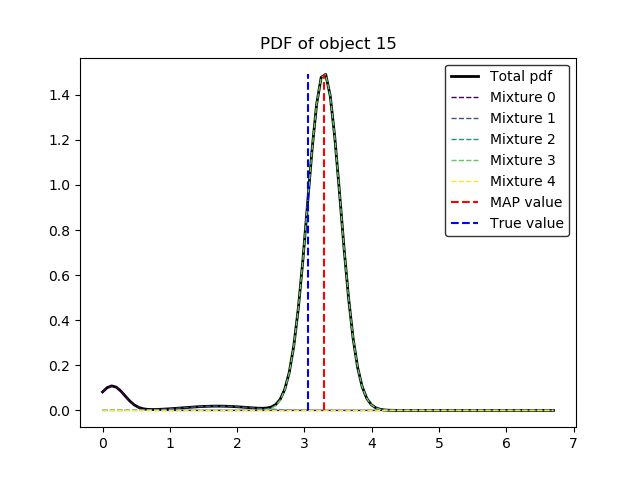 PDF of object 15
Total pdf
Mixture 0
Mixture 1
Mixture 2
Mixture 3
Mixture 4
MAP value
True value
1.4
1.2
1.0
0.8
0.6
0.4
0.2
0.0
0 1 2 3 4 5 6 7